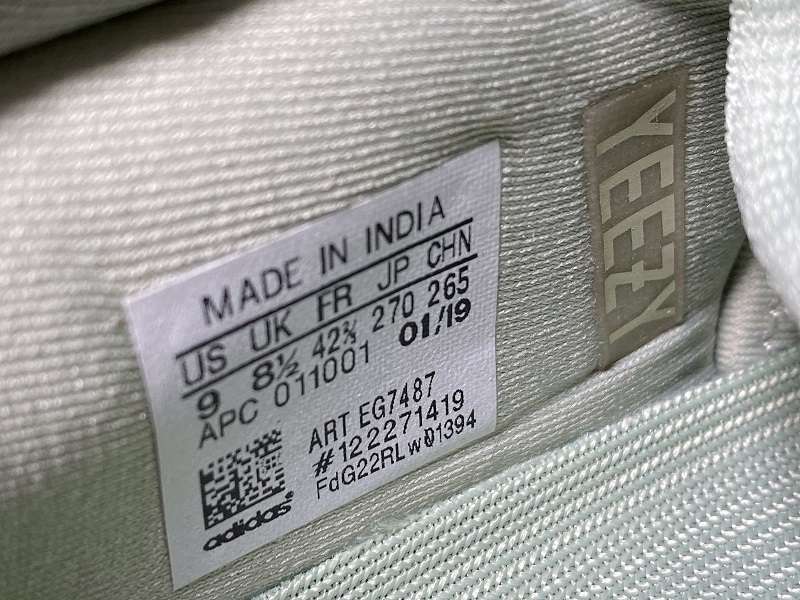 MADE IN INDIA
US UK FR JP CHN
9 8½ 42⅔ 270 265
APC 011001 01/19
ART EG7487
#122271419
FdG22RLw01394
adidas
YEEZY